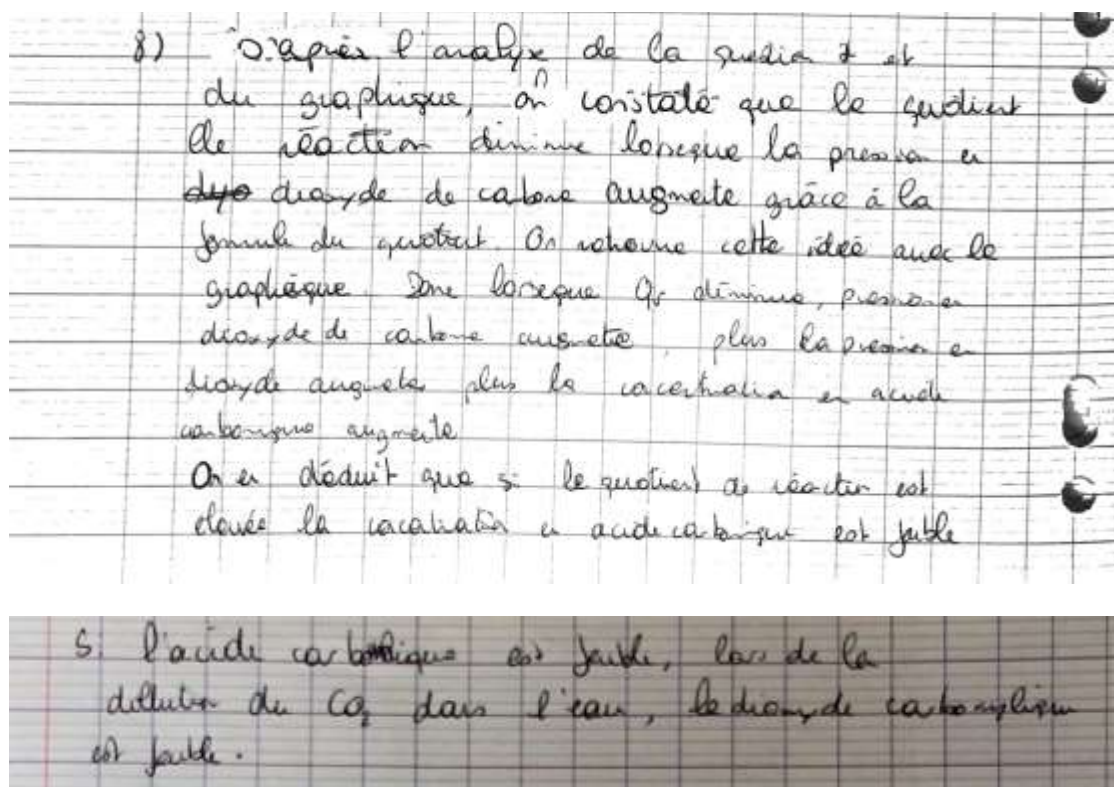 8) D'après l'analyse de la question 7 et
du graphique, on constate que le quotient
de réaction diminue lorsque la pression en
dyo dioxyde de carbone augmente grâce à la
formule du quotient. On retrouve cette idée avec le
graphique. Donc lorsque Qr diminue, pression en
dioxyde de carbone augmente, plus la pression en
dioxyde augmente plus la concentration en acide
carbonique augmente
On en déduit que si le quotient de réaction est
elevée la concentration en acide carbonique est faible
Si l'acide carbonique est faible, lors de la
dillution du CO2 dans l'eau, le dioxyde
est faible.